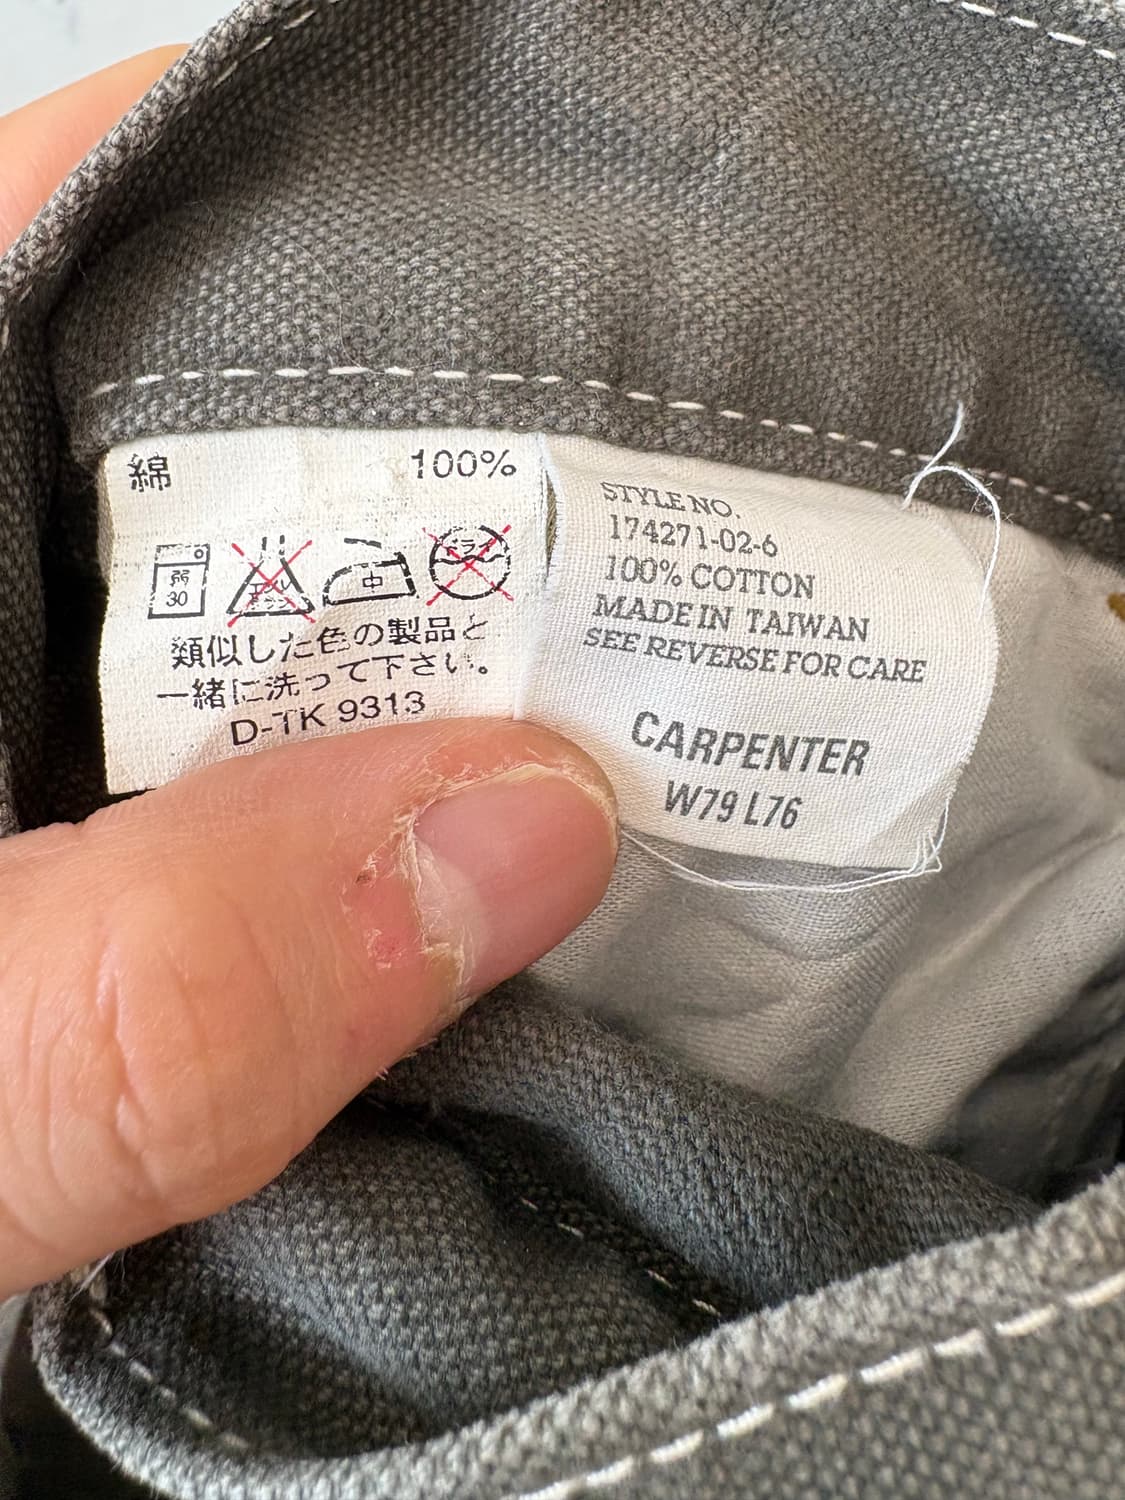 綿 100%
弱
30
中
ドライ
類似した色の製品と
一緒に洗って下さい。
D-TK 9313
STYLE NO.
174271-02-6
100% COTTON
MADE IN TAIWAN
SEE REVERSE FOR CARE
CARPENTER
W79 L76